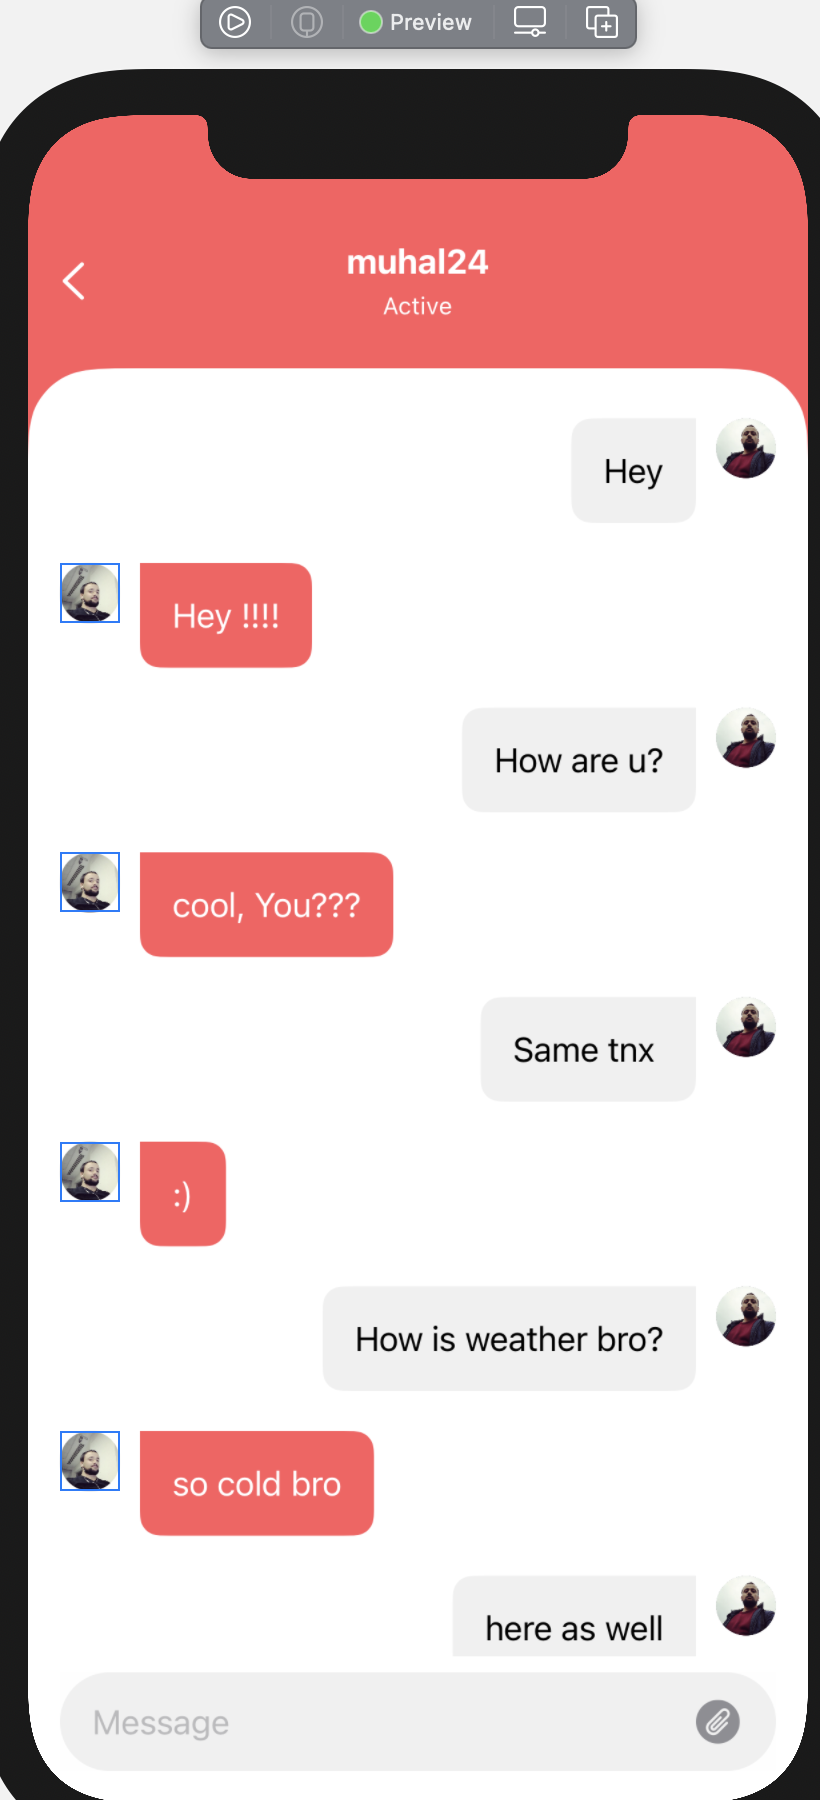 Preview
muhal24
Active
Hey
Hey !!!!
How are u?
cool, You???
Same tnx
:)
How is weather bro?
so cold bro
here as well
Message